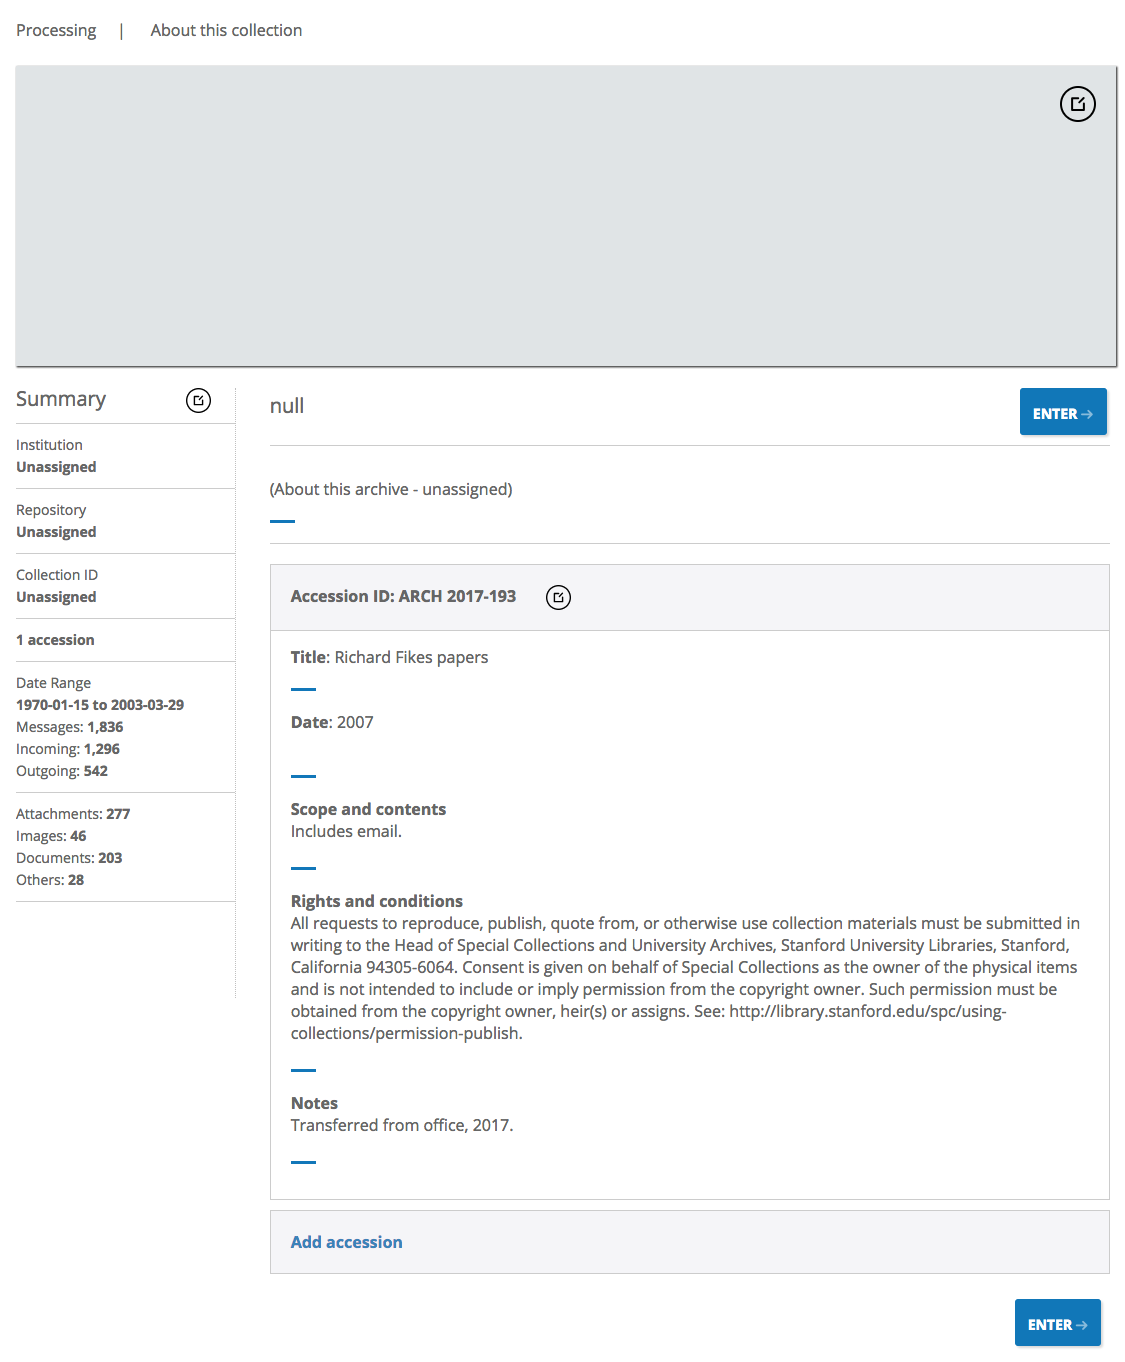 Processing | About this collection
Summary
Institution
Unassigned
Repository
Unassigned
Collection ID
Unassigned
1 accession
Date Range
1970-01-15 to 2003-03-29
Messages: 1,836
Incoming: 1,296
Outgoing: 542
Attachments: 277
Images: 46
Documents: 203
Others: 28
null
ENTER→
(About this archive - unassigned)
Accession ID: ARCH 2017-193
Title: Richard Fikes papers
Date: 2007
Scope and contents
Includes email.
Rights and conditions
All requests to reproduce, publish, quote from, or otherwise use collection materials must be submitted in
writing to the Head of Special Collections and University Archives, Stanford University Libraries, Stanford,
California 94305-6064. Consent is given on behalf of Special Collections as the owner of the physical items
and is not intended to include or imply permission from the copyright owner. Such permission must be
obtained from the copyright owner, heir(s) or assigns. See: http://library.stanford.edu/spc/using-
collections/permission-publish.
Notes
Transferred from office, 2017.
Add accession
ENTER→